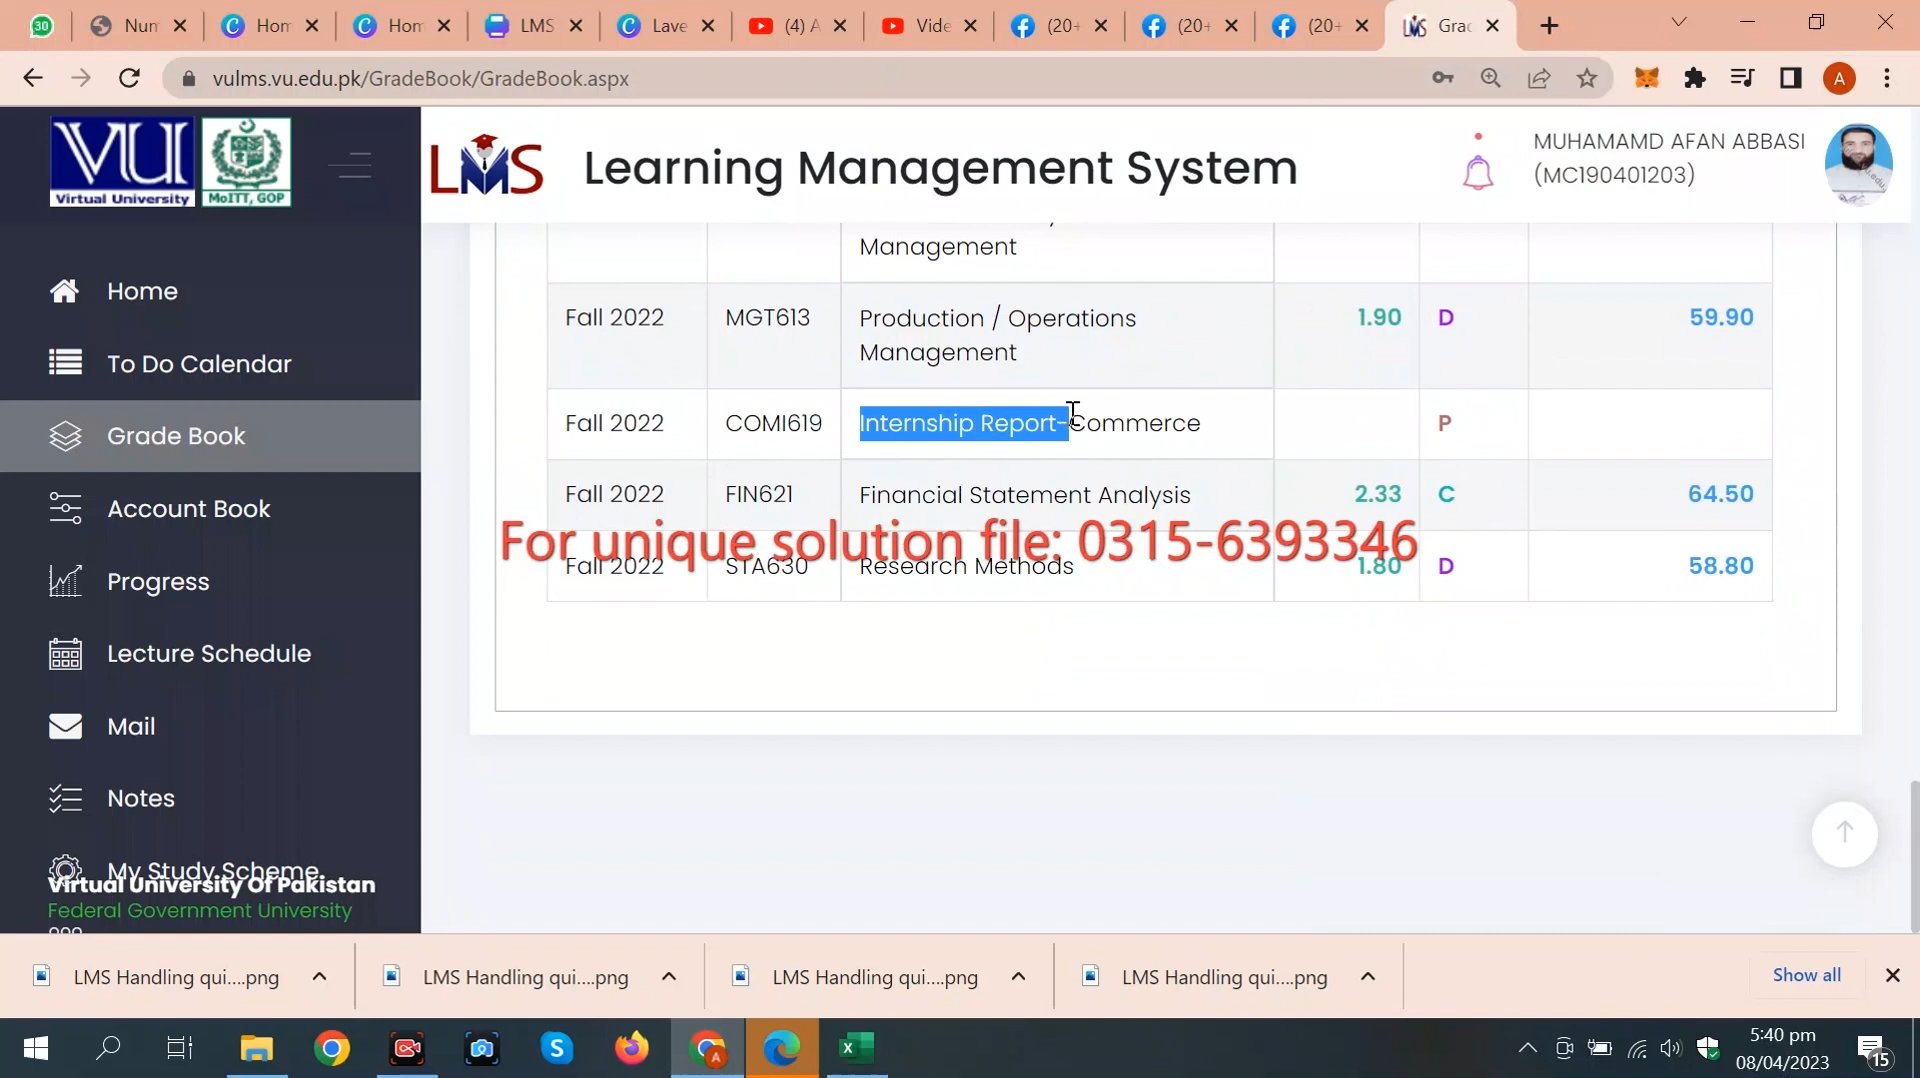 30
Nun
Hom
Hom
LMS
Lave
(4) A
Vide
(20+
(20+
(20+
Grac
vulms.vu.edu.pk/GradeBook/GradeBook.aspx
A
VU
Virtual University
MoITT, GOP
LMS
Learning Management System
MUHAMAMD AFAN ABBASI
(MC190401203)
Home
To Do Calendar
Grade Book
Account Book
Progress
Lecture Schedule
Mail
Notes
My Study Scheme
Virtual University Of Pakistan
Federal Government University
Management
Fall 2022 MGT613 Production / Operations 1.90 D 59.90
Management
Fall 2022 COMI619 Internship Report-Commerce P
Fall 2022 FIN621 Financial Statement Analysis 2.33 C 64.50
For unique solution file: 0315-6393346
Fall 2022 STA630 Research Methods 1.80 D 58.80
LMS Handling qui....png
LMS Handling qui....png
LMS Handling qui....png
LMS Handling qui....png
Show all
A
5:40 pm
08/04/2023
15